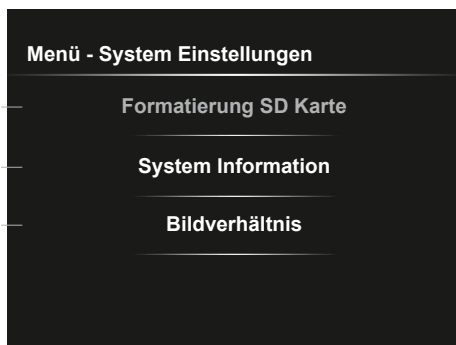 Menü - System Einstellungen
Formatierung SD Karte
System Information
Bildverhältnis